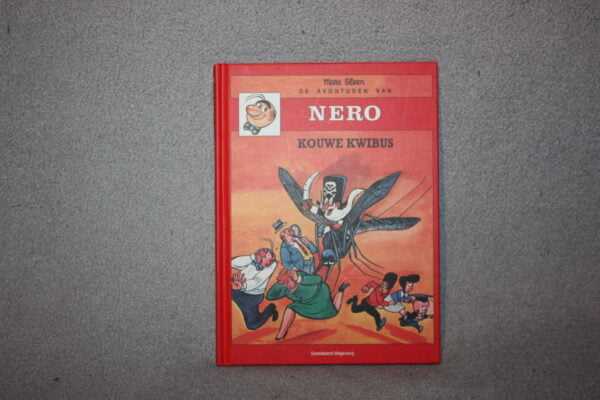 Marc Sleen
DE AVONTUREN VAN
NERO
KOUWE KWIBUS
Standaard Uitgeverij